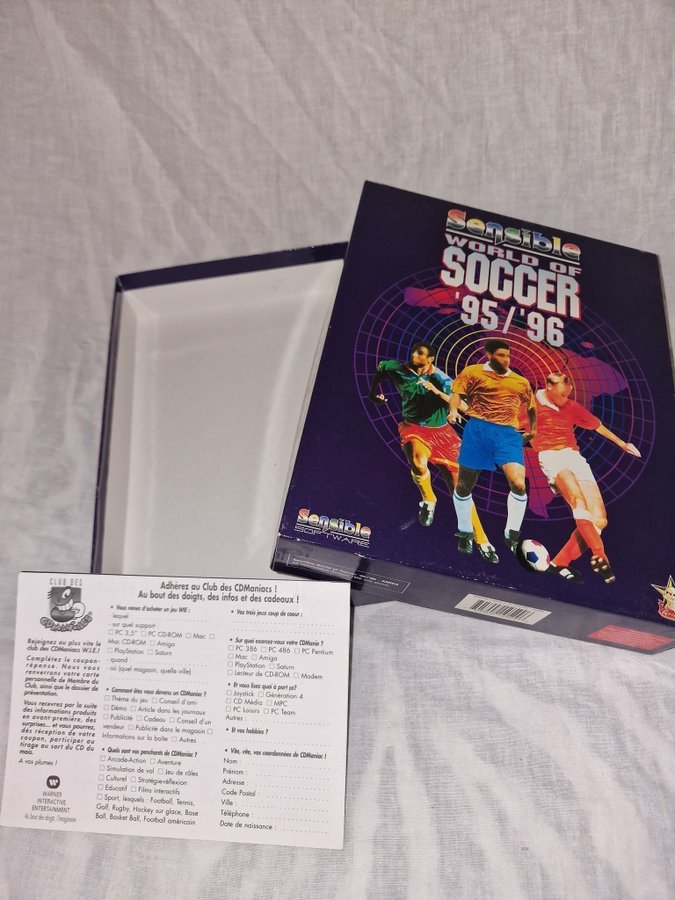 Sensible
WORLD OF
SOCCER
'95/'96
Sensible
SOFTWARE
CLUB DES
Rejoignez au plus vite le
club des CDManiacs W.I.E.!
Complétez le coupon-
réponse. Nous vous
renverrons votre carte
personnelle de Membre du
Club, ainsi que le dossier de
présentation.
Vous recevrez par la suite
des informations produits
en avant-première, des
surprises... et vous pourrez,
dès réception de votre
coupon, participer au
tirage au sort du CD du
mois.
A vos plumes !
WARNER
INTERACTIVE
ENTERTAINMENT
Au bout des doigts, l'imaginaire
Adhérez au Club des CDManiacs !
Au bout des doigts, des infos et des cadeaux !
• Vous venez d'acheter un jeu WIE :
- lequel :
- sur quel support :
□ PC 3,5" □ PC CD-ROM □ Mac □
Mac CD-ROM □ Amiga
□ PlayStation □ Saturn
- quand :
- où (quel magasin, quelle ville)
• Comment êtes vous devenu un CDManiac ?
□ Thème du jeu □ Conseil d'ami
□ Démo □ Article dans les journaux
□ Publicité □ Cadeau □ Conseil d'un
vendeur □ Publicité dans le magasin □
Informations sur la boîte □ Autres
• Quels sont vos penchants de CDManiac ?
□ Arcade-Action □ Aventure
□ Simulation de vol □ Jeu de rôles
□ Culturel □ Stratégie-réflexion
□ Educatif □ Films interactifs
□ Sport, lesquels : Football, Tennis,
Golf, Rugby, Hockey sur glace, Base
Ball, Basket Ball, Football américain
• Vos trois jeux coup de coeur :
• Sur quoi exercez-vous votre CDManie ?
□ PC 386 □ PC 486 □ PC Pentium
□ Mac □ Amiga
□ PlayStation □ Saturn
□ Lecteur de CD-ROM □ Modem
• Et vous lisez quoi à part ça?
□ Joystick □ Génération 4
□ CD Média □ MPC
□ PC Loisirs □ PC Team
Autres
• Et vos hobbies ?
• Vite, vite, vos coordonnées de CDManiac !
Nom :
Prénom :
Adresse :
Code Postal :
Ville :
Téléphone :
Date de naissance :